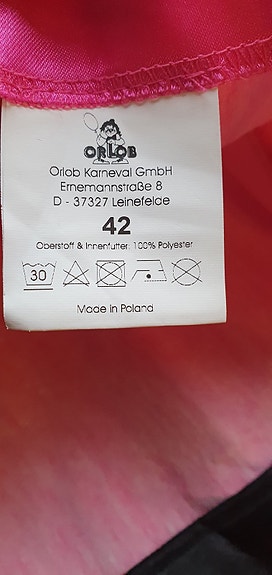 ORLOB
Orlob Karneval GmbH
Ernemannstraße 8
D - 37327 Leinefelde
42
Oberstoff & Innenfutter: 100% Polyester
30
Made in Poland